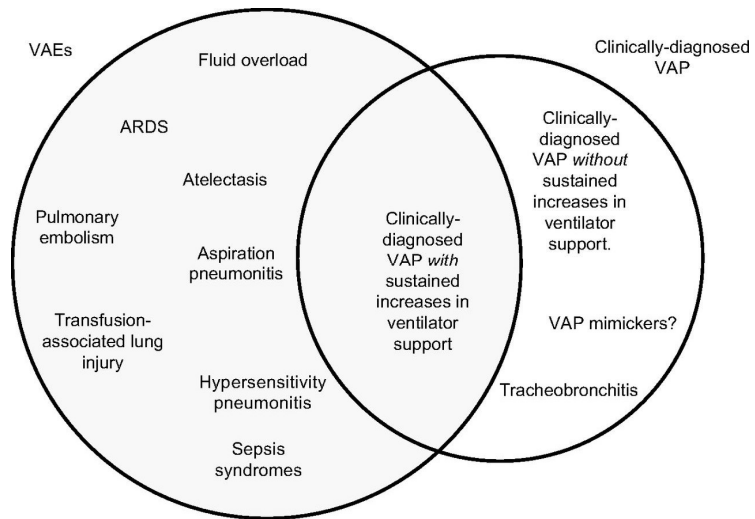 VAEs
Fluid overload
ARDS
Atelectasis
Pulmonary
embolism
Aspiration
pneumonitis
Transfusion-
associated lung
injury
Hypersensitivity
pneumonitis
Sepsis
syndromes
Clinically-
diagnosed
VAP with
sustained
increases in
ventilator
support
Clinically-diagnosed
VAP
Clinically-
diagnosed
VAP without
sustained
increases in
ventilator
support.
VAP mimickers?
Tracheobronchitis